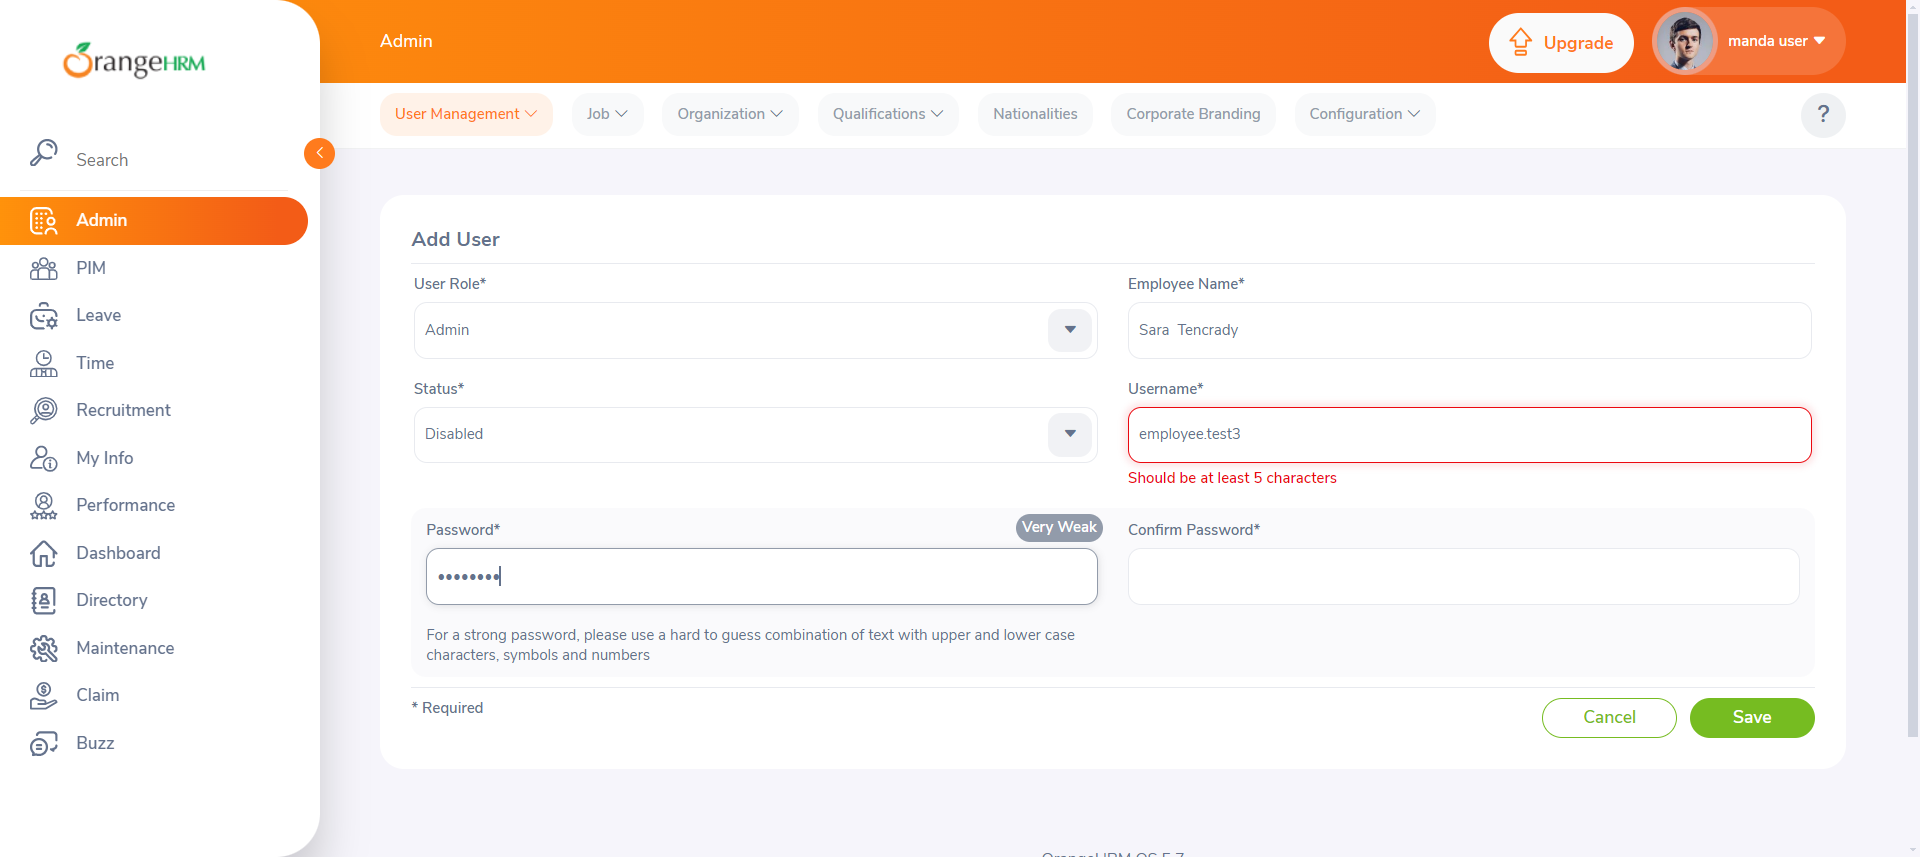 OrangeHRM
Search
Admin
PIM
Leave
Time
Recruitment
My Info
Performance
Dashboard
Directory
Maintenance
Claim
Buzz
Admin
Upgrade
manda user
User Management
Job
Organization
Qualifications
Nationalities
Corporate Branding
Configuration
?
Add User
User Role*
Employee Name*
Admin
Sara  Tencrady
Status*
Username*
Disabled
employee.test3
Should be at least 5 characters
Password*
Very Weak
Confirm Password*
••••••••
For a strong password, please use a hard to guess combination of text with upper and lower case
characters, symbols and numbers
* Required
Cancel
Save
OrangeHRM OS 5.7